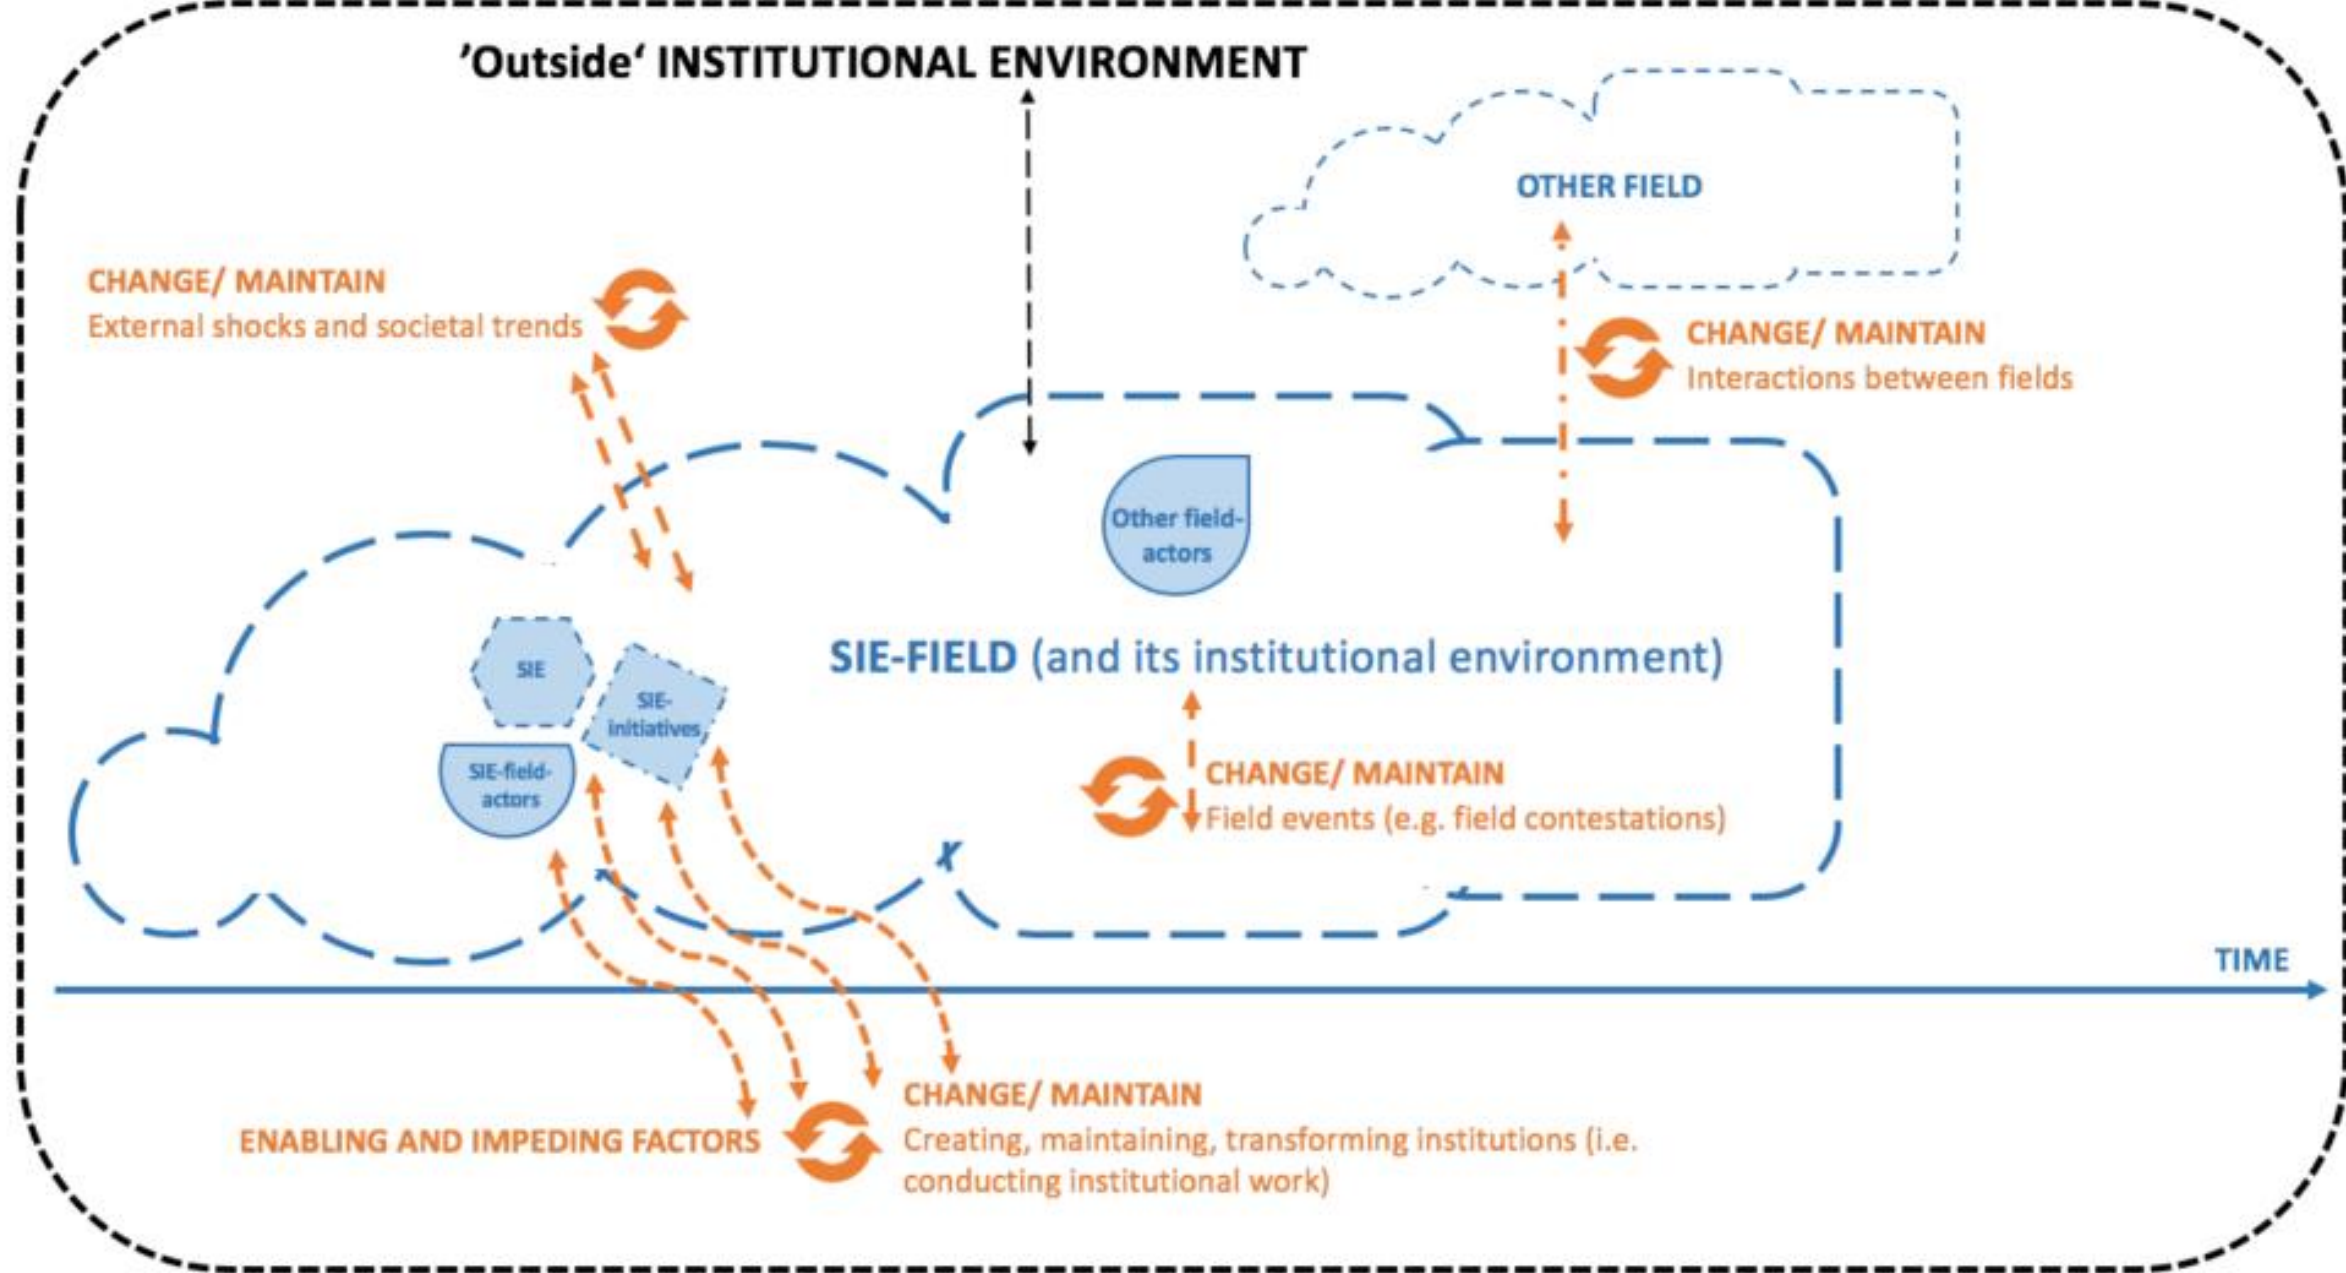 ’Outside‘ INSTITUTIONAL ENVIRONMENT
OTHER FIELD
CHANGE/ MAINTAIN
External shocks and societal trends
CHANGE/ MAINTAIN
Interactions between fields
Other field-
actors
SIE
SIE-
initiatives
SIE-field-
actors
SIE-FIELD (and its institutional environment)
CHANGE/ MAINTAIN
Field events (e.g. field contestations)
TIME
ENABLING AND IMPEDING FACTORS
CHANGE/ MAINTAIN
Creating, maintaining, transforming institutions (i.e.
conducting institutional work)